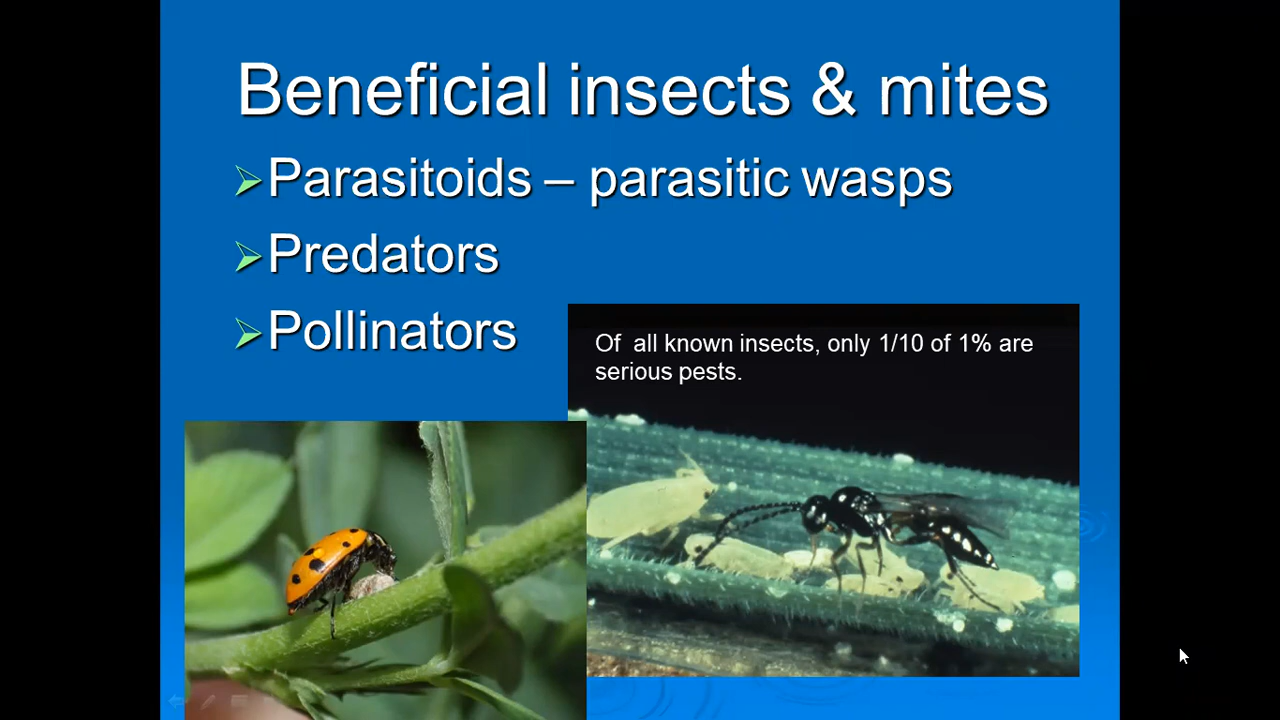 Beneficial insects & mites
Parasitoids – parasitic wasps
Predators
Pollinators
Of all known insects, only 1/10 of 1% are
serious pests.